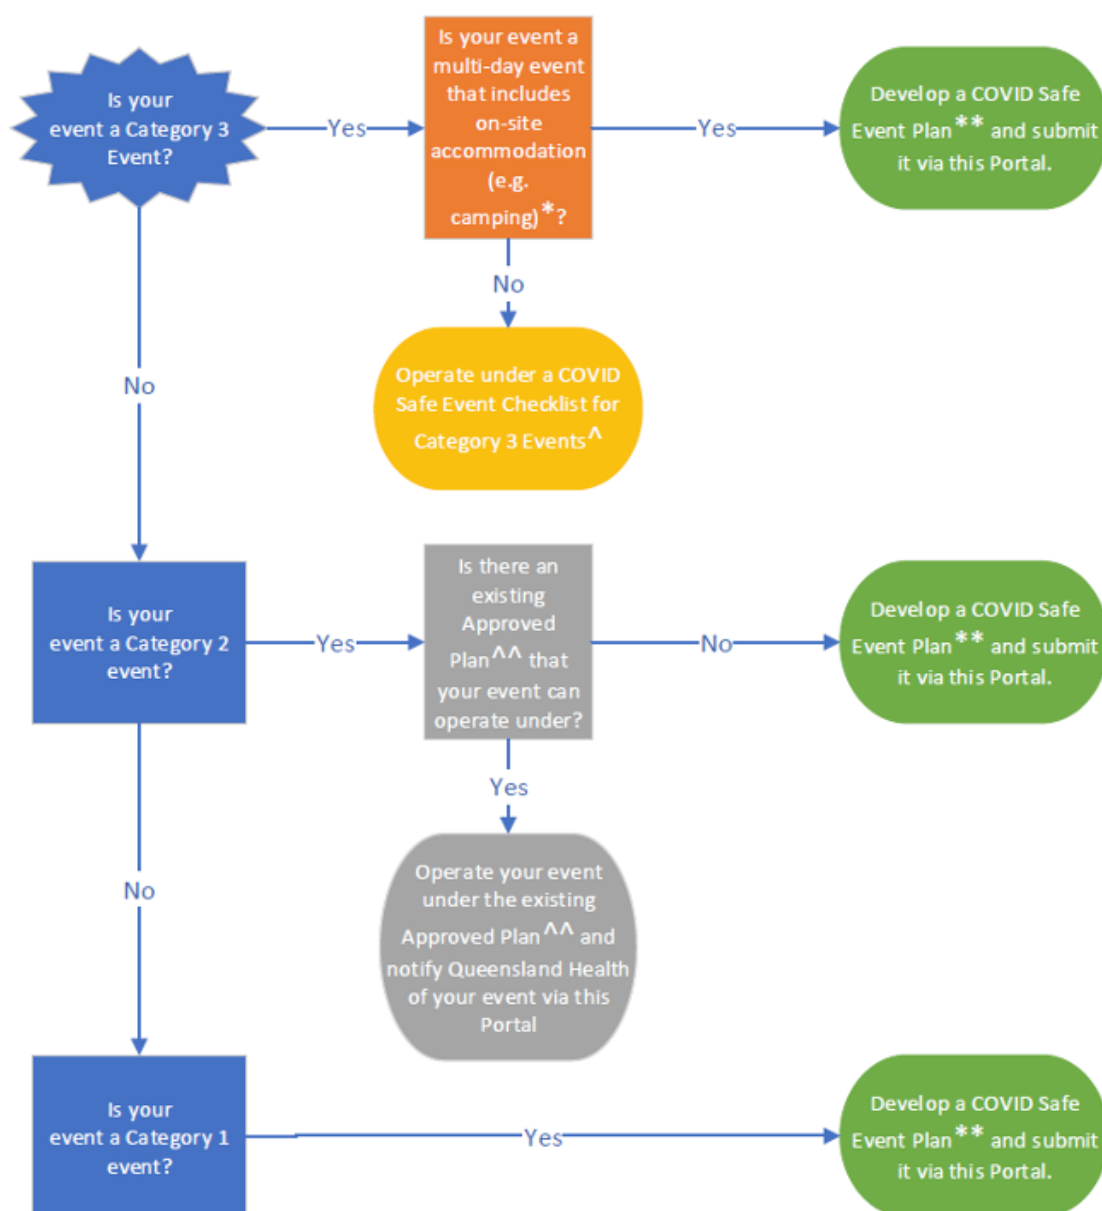 Is your
event a Category 3
Event?
Yes
Is your event a
multi-day event
that includes
on-site
accommodation
(e.g.
camping)*?
Yes
Develop a COVID Safe
Event Plan** and submit
it via this Portal.
No
Operate under a COVID
Safe Event Checklist for
Category 3 Events^
No
Is your
event a Category 2
event?
Yes
Is there an
existing
Approved
Plan^^ that
your event can
operate under?
No
Develop a COVID Safe
Event Plan** and submit
it via this Portal.
Yes
Operate your event
under the existing
Approved Plan^^ and
notify Queensland Health
of your event via this
Portal
No
Is your
event a Category 1
event?
Yes
Develop a COVID Safe
Event Plan** and submit
it via this Portal.